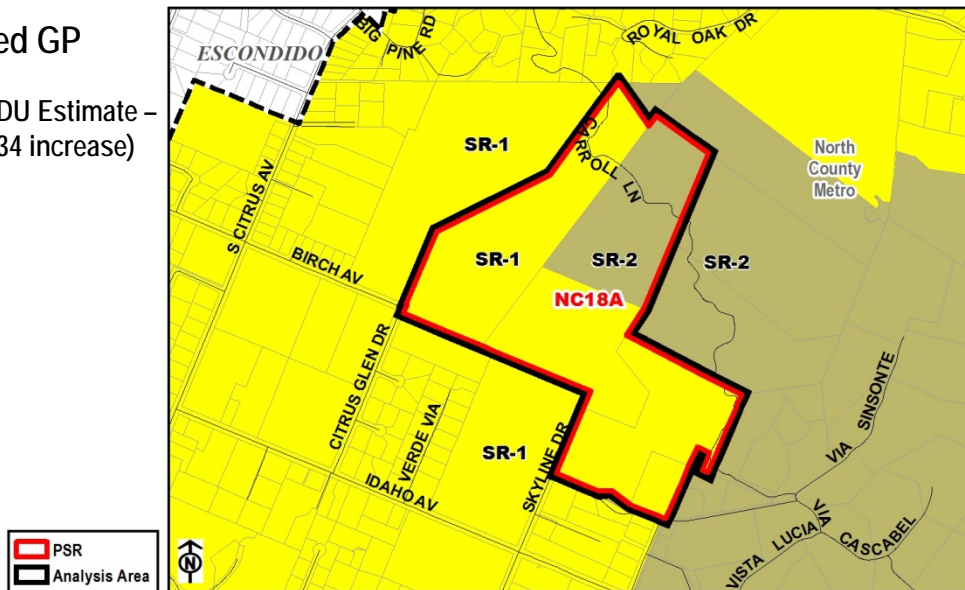 ed GP
DU Estimate –
34 increase)
ESCONDIDO
BIG PINE RD
ROYAL OAK DR
SR-1
CARROLL LN
North
County
Metro
S CITRUS AV
BIRCH AV
SR-1
SR-2
SR-2
NC18A
CITRUS GLEN DR
VERDE VIA
SR-1
SKYLINE DR
IDAHO AV
VIA SINSONTE
VIA CASCABEL
VISTA LUCIA
PSR
Analysis Area
N